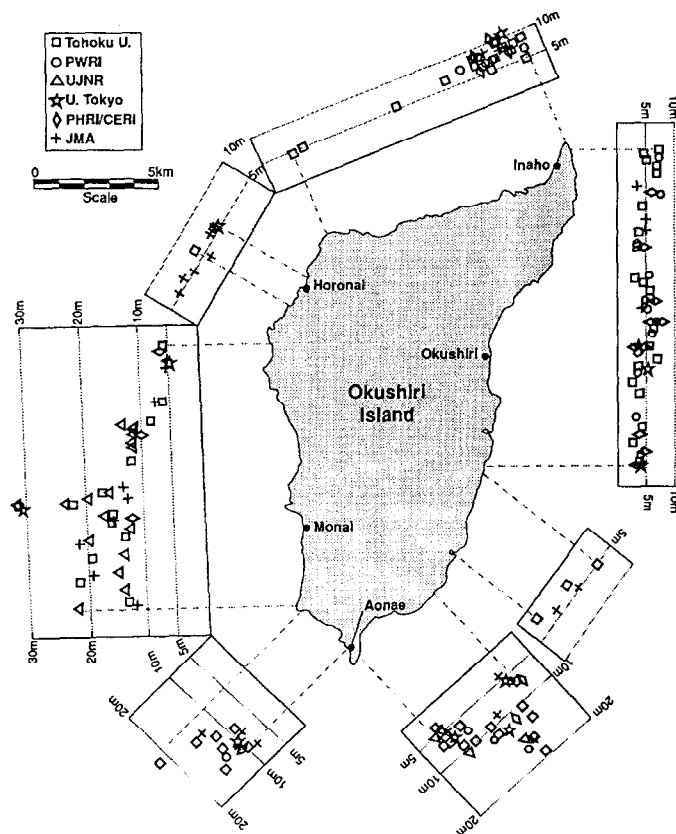 Tohoku U.
PWRI
UJNR
U. Tokyo
PHRI/CERI
JMA
0
5km
Scale
10m
5m
10m
5m
10m
5m
10m
5m
Inaho
Horonai
Okushiri
Okushiri
Island
Monai
Aonae
30m
20m
10m
30m
20m
10m
5m
5m
5m
10m
20m
20m
10m
5m
20m
10m
5m
20m